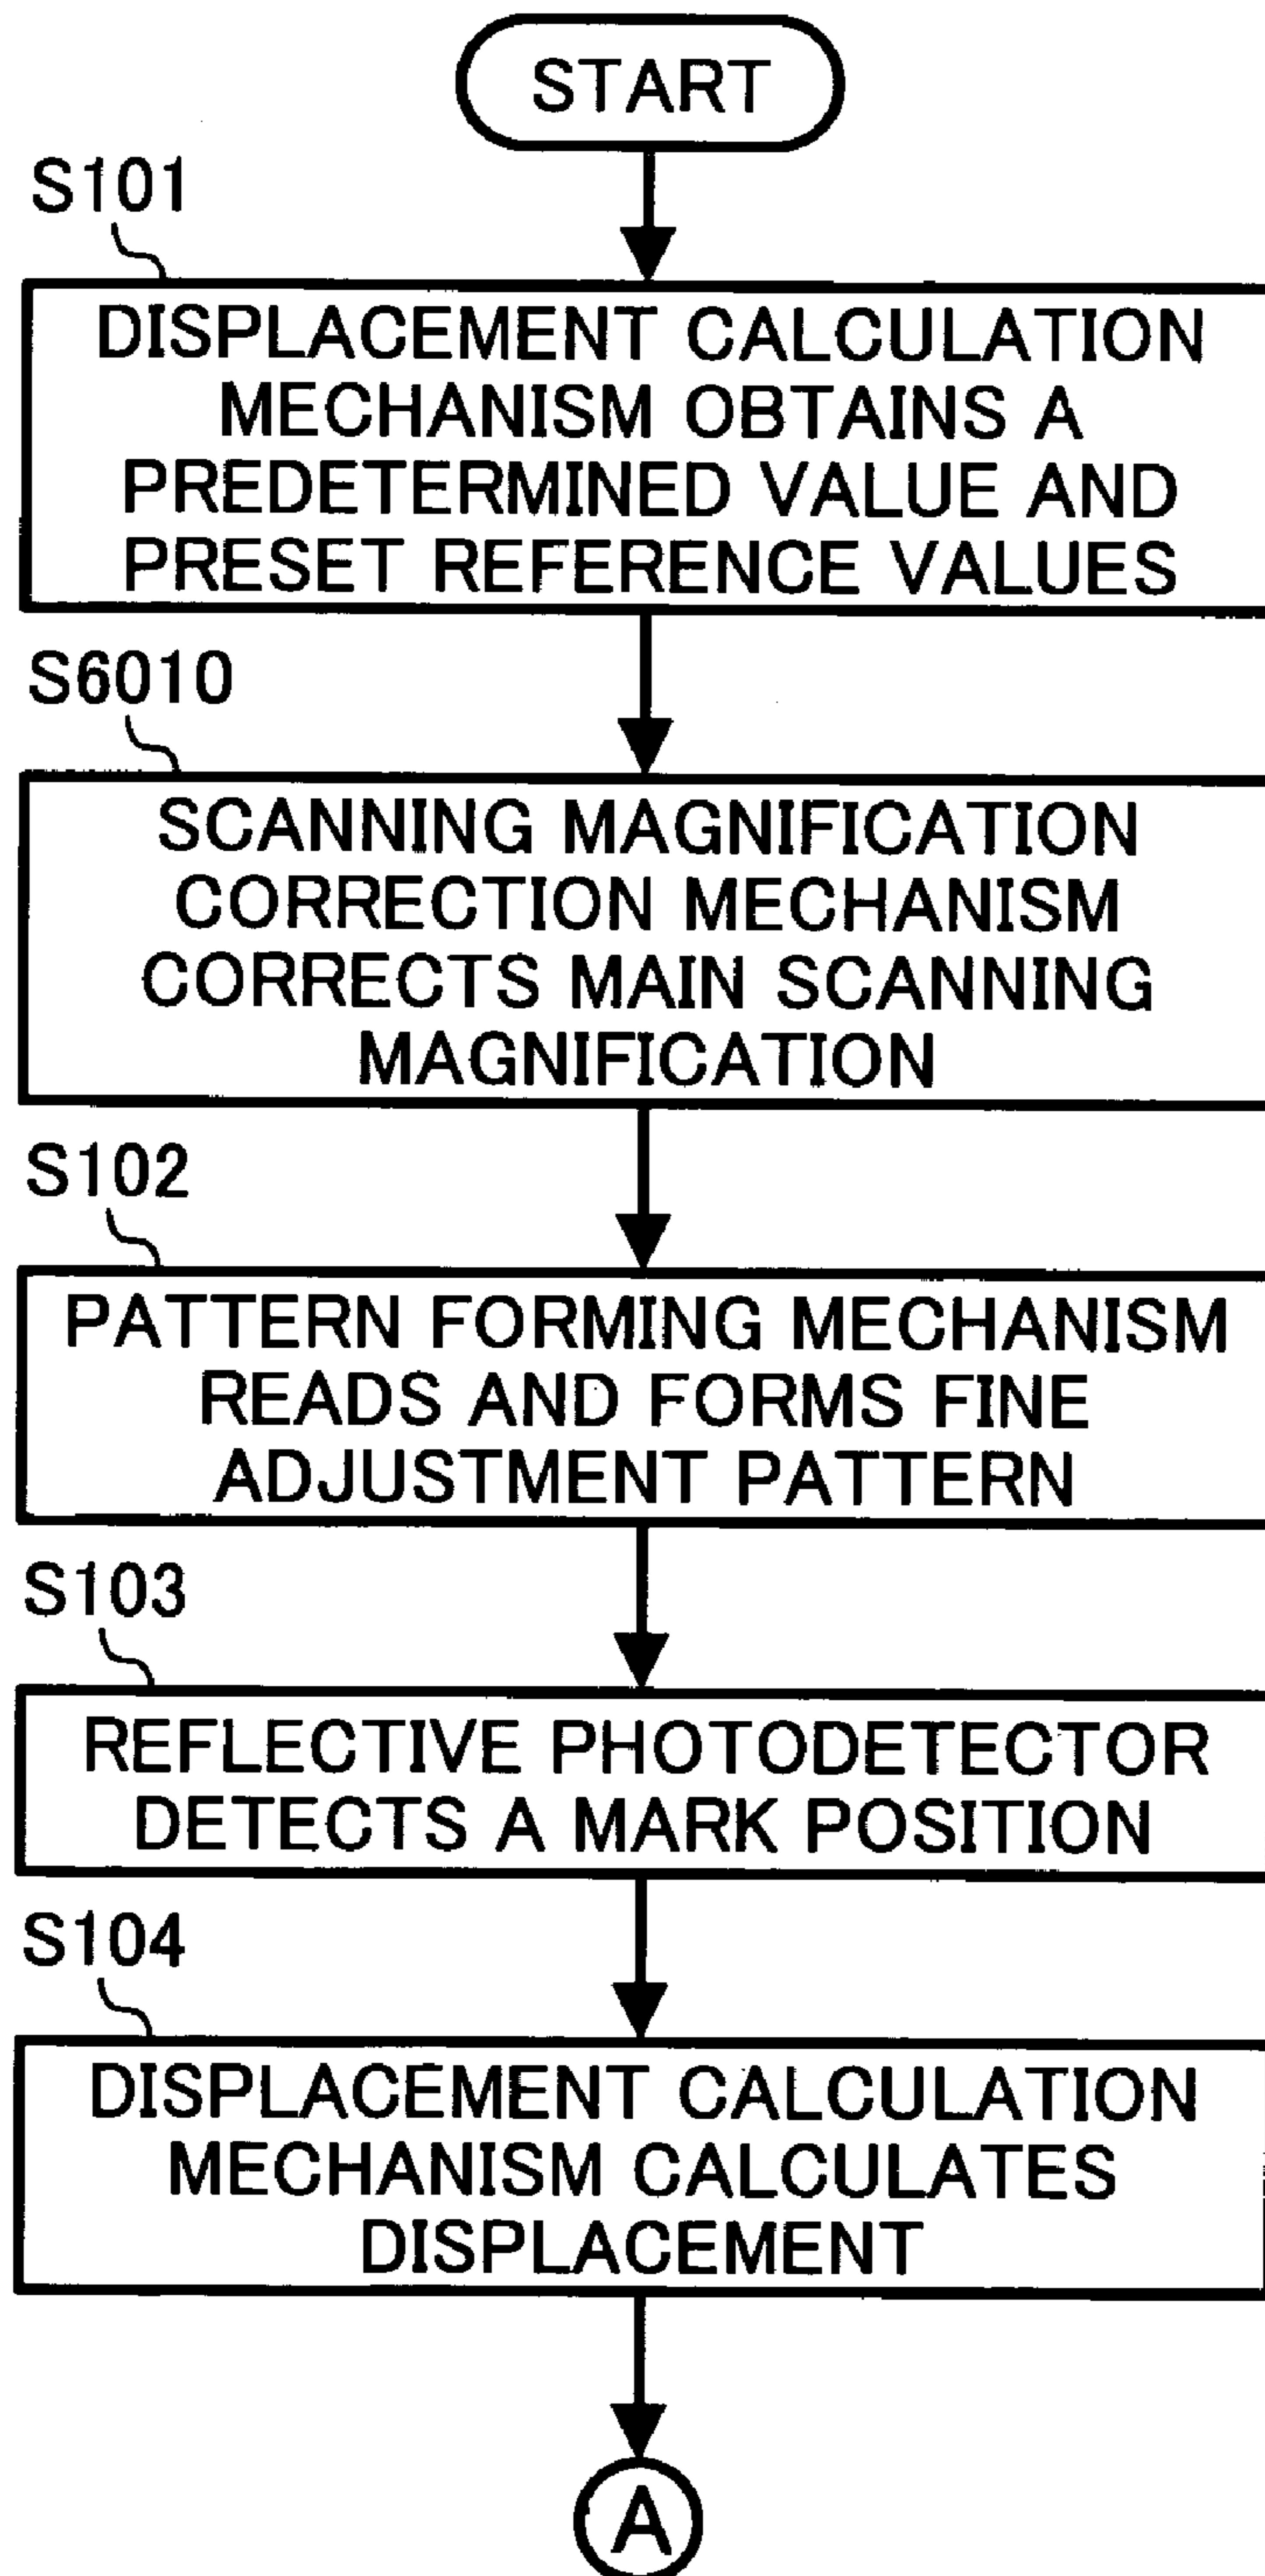 START
S101
DISPLACEMENT CALCULATION
MECHANISM OBTAINS A
PREDETERMINED VALUE AND
PRESET REFERENCE VALUES
S6010
SCANNING MAGNIFICATION
CORRECTION MECHANISM
CORRECTS MAIN SCANNING
MAGNIFICATION
S102
PATTERN FORMING MECHANISM
READS AND FORMS FINE
ADJUSTMENT PATTERN
S103
REFLECTIVE PHOTODETECTOR
DETECTS A MARK POSITION
S104
DISPLACEMENT CALCULATION
MECHANISM CALCULATES
DISPLACEMENT
A